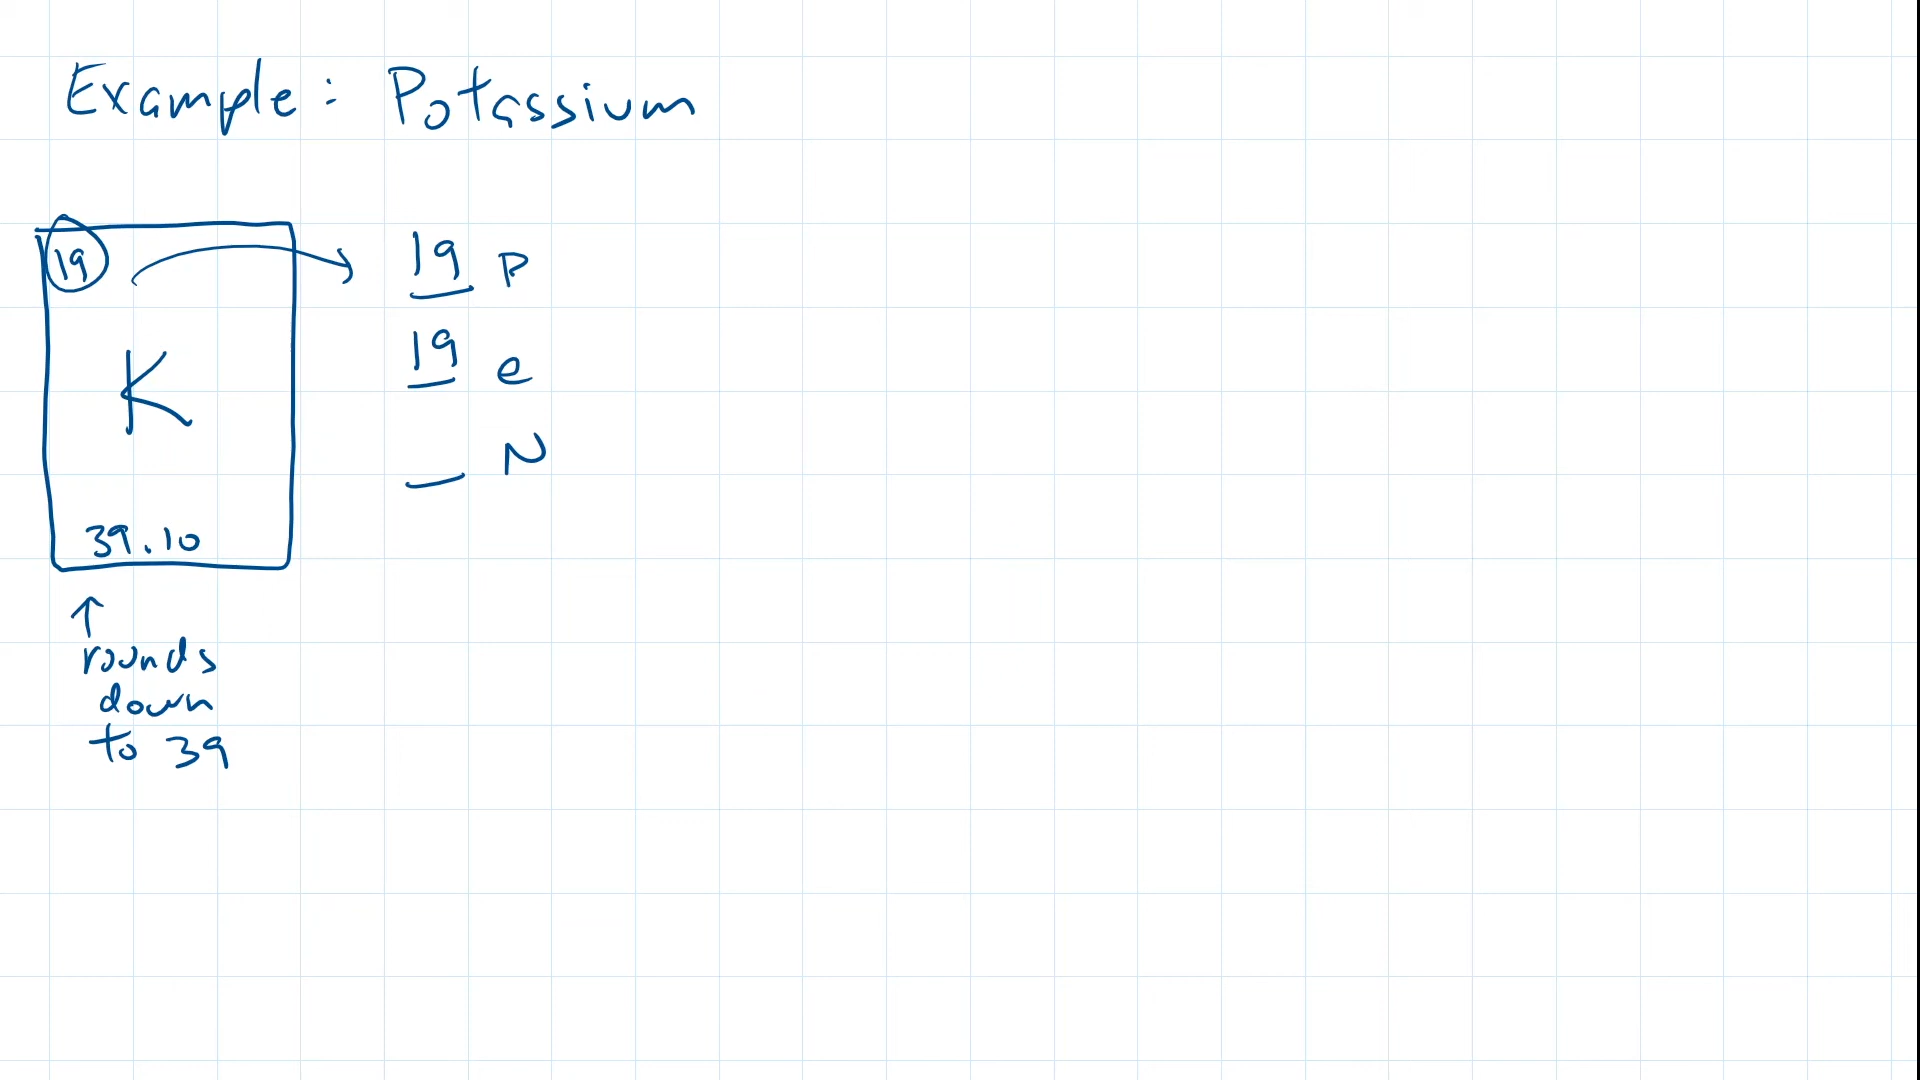 Example: Potassium
19
K
39.10
↑
rounds
down
to 39
19 P
19 e
_ N